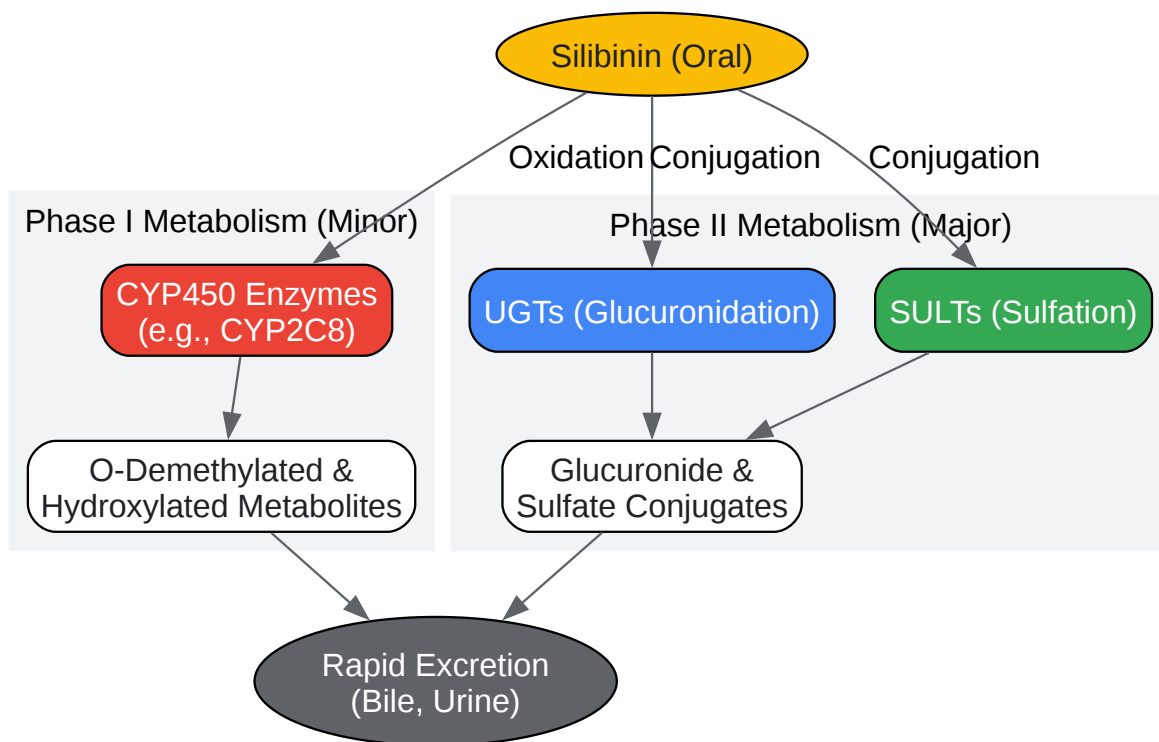 Silibinin (Oral)
Oxidation
Conjugation
Conjugation
Phase I Metabolism (Minor)
Phase II Metabolism (Major)
CYP450 Enzymes
(e.g., CYP2C8)
UGTs (Glucuronidation)
SULTs (Sulfation)
O-Demethylated &
Hydroxylated Metabolites
Glucuronide &
Sulfate Conjugates
Rapid Excretion
(Bile, Urine)